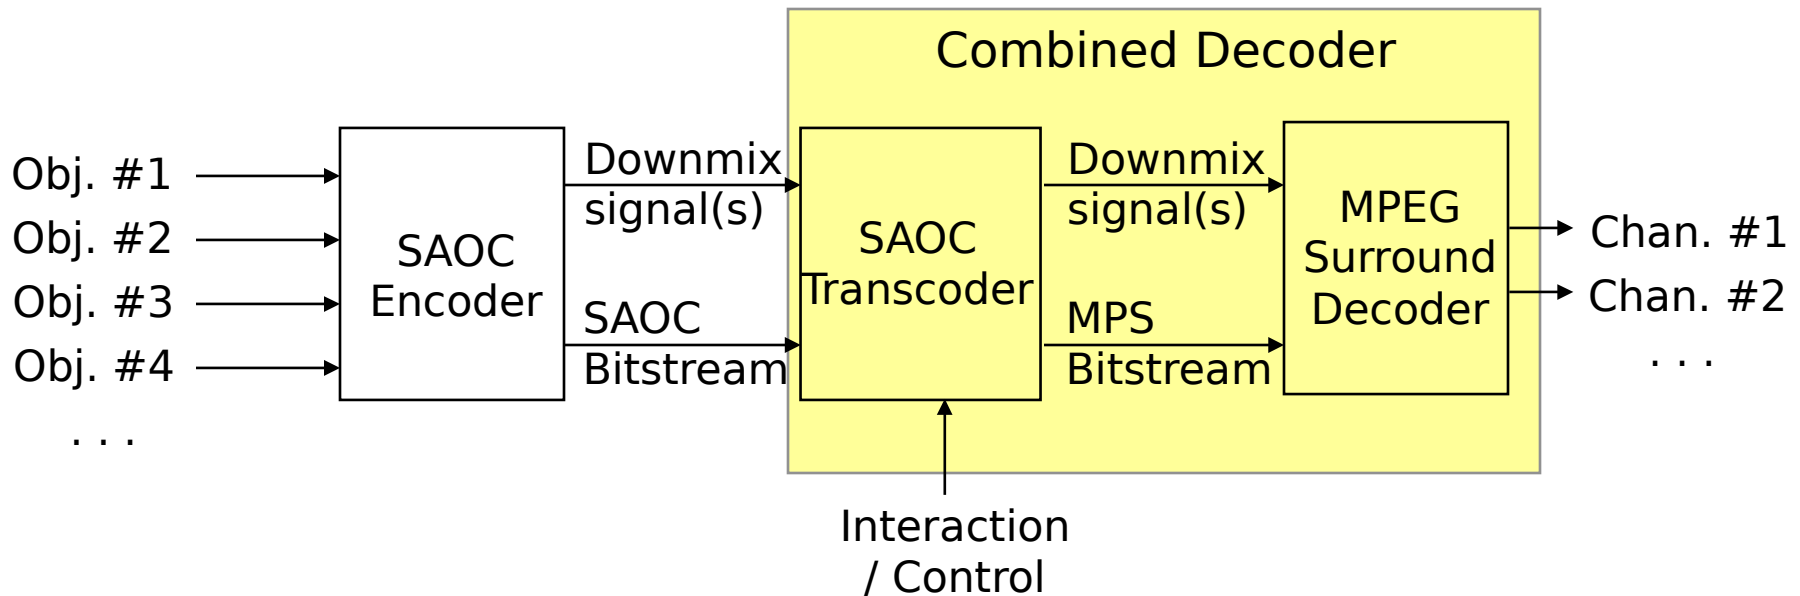 Combined Decoder
Obj. #1
Obj. #2
Obj. #3
Obj. #4
. . .
SAOC
Encoder
Downmix
signal(s)
SAOC
Bitstream
SAOC
Transcoder
Downmix
signal(s)
MPS
Bitstream
MPEG
Surround
Decoder
Chan. #1
Chan. #2
. . .
Interaction
/ Control